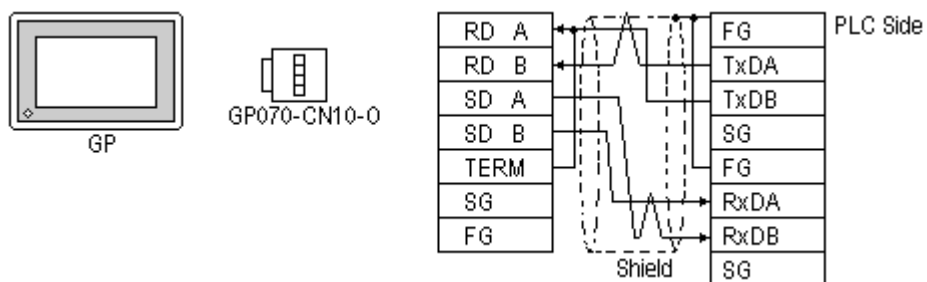 GP
GP070-CN10-0
RD A
RD B
SD A
SD B
TERM
SG
FG
Shield
FG
TxDA
TxDB
SG
FG
RxDA
RxDB
SG
PLC Side